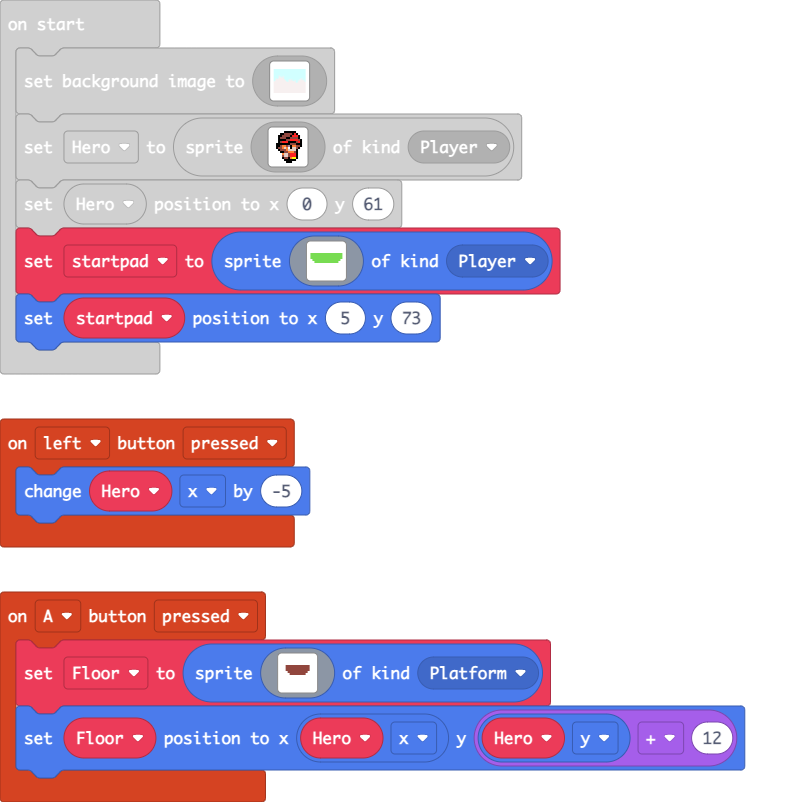 on start
set background image to
set Hero to sprite of kind Player
set Hero position to x 0 y 61
set startpad to sprite of kind Player
set startpad position to x 5 y 73
on left button pressed
change Hero x by -5
on A button pressed
set Floor to sprite of kind Platform
set Floor position to x Hero x y Hero y + 12